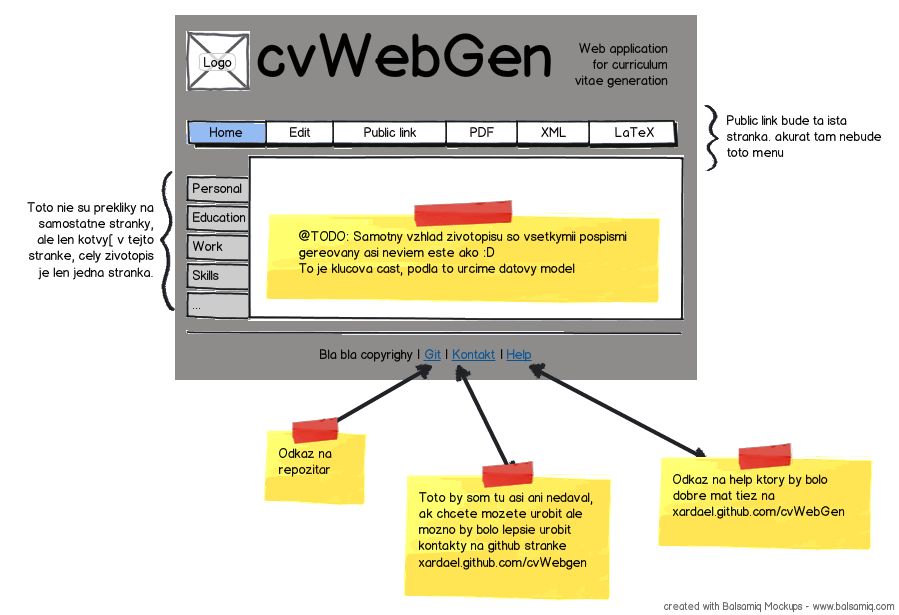 Logo
cvWebGen
Web application
for curriculum
vitae generation
Home
Edit
Public link
PDF
XML
LaTeX
Public link bude ta ista
stranka. akurat tam nebude
toto menu
Toto nie su prekliky na
samostatne stranky,
ale len kotvy[ v tejto
stranke, cely zivotopis
je len jedna stranka.
Personal
Education
Work
Skills
...
@TODO: Samotny vzhlad zivotopisu so vsetkymii pospismi
gereovany asi neviem este ako :D
To je klucova cast, podla to urcime datovy model
Bla bla copyrighy | Git | Kontakt | Help
Odkaz na
repozitar
Toto by som tu asi ani nedaval,
ak chcete mozete urobit ale
mozno by bolo lepsie urobit
kontakty na github stranke
xardael.github.com/cvWebgen
Odkaz na help ktory by bolo
dobre mat tiez na
xardael.github.com/cvWebGen
created with Balsamiq Mockups - www.balsamiq.com